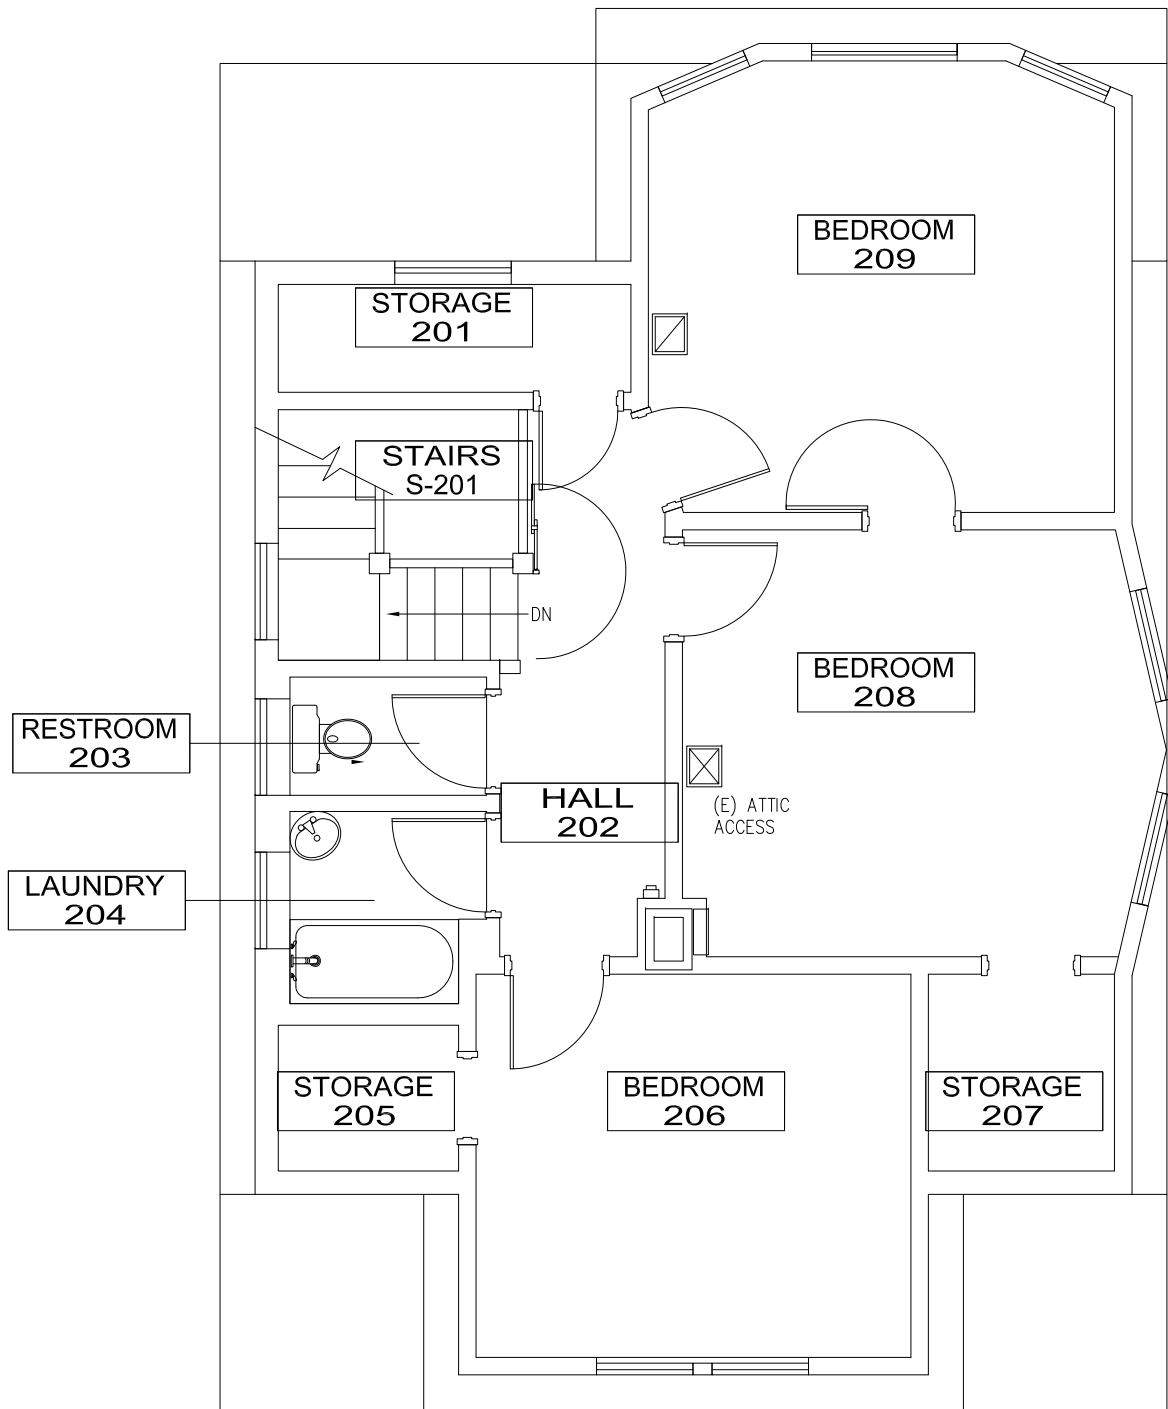 BEDROOM
209
STORAGE
201
STAIRS
S-201
DN
BEDROOM
208
RESTROOM
203
HALL
202
(E) ATTIC
ACCESS
LAUNDRY
204
STORAGE
205
BEDROOM
206
STORAGE
207